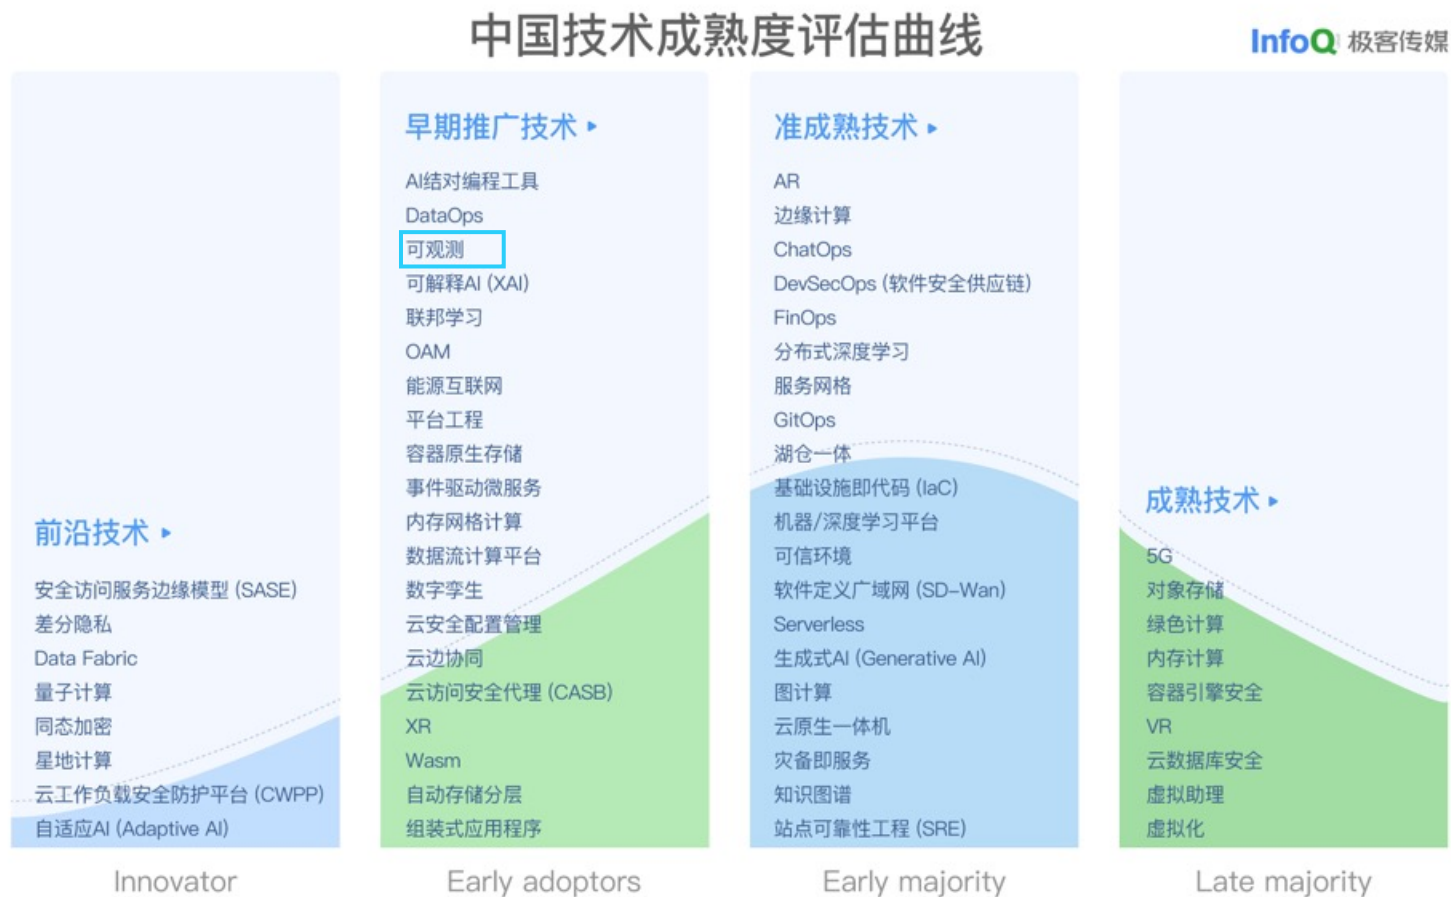 中国技术成熟度评估曲线
InfoQ 极客传媒
前沿技术
安全访问服务边缘模型 (SASE)
差分隐私
Data Fabric
量子计算
同态加密
星地计算
云工作负载安全防护平台 (CWPP)
自适应AI (Adaptive AI)
Innovator
早期推广技术
AI结对编程工具
DataOps
可观测
可解释AI (XAI)
联邦学习
OAM
能源互联网
平台工程
容器原生存储
事件驱动微服务
内存网格计算
数据流计算平台
数字孪生
云安全配置管理
云边协同
云访问安全代理 (CASB)
XR
Wasm
自动存储分层
组装式应用程序
Early adoptors
准成熟技术
AR
边缘计算
ChatOps
DevSecOps (软件安全供应链)
FinOps
分布式深度学习
服务网格
GitOps
湖仓一体
基础设施即代码 (IaC)
机器/深度学习平台
可信环境
软件定义广域网 (SD-Wan)
Serverless
生成式AI (Generative AI)
图计算
云原生一体机
灾备即服务
知识图谱
站点可靠性工程 (SRE)
Early majority
成熟技术
5G
对象存储
绿色计算
内存计算
容器引擎安全
VR
云数据库安全
虚拟助理
虚拟化
Late majority